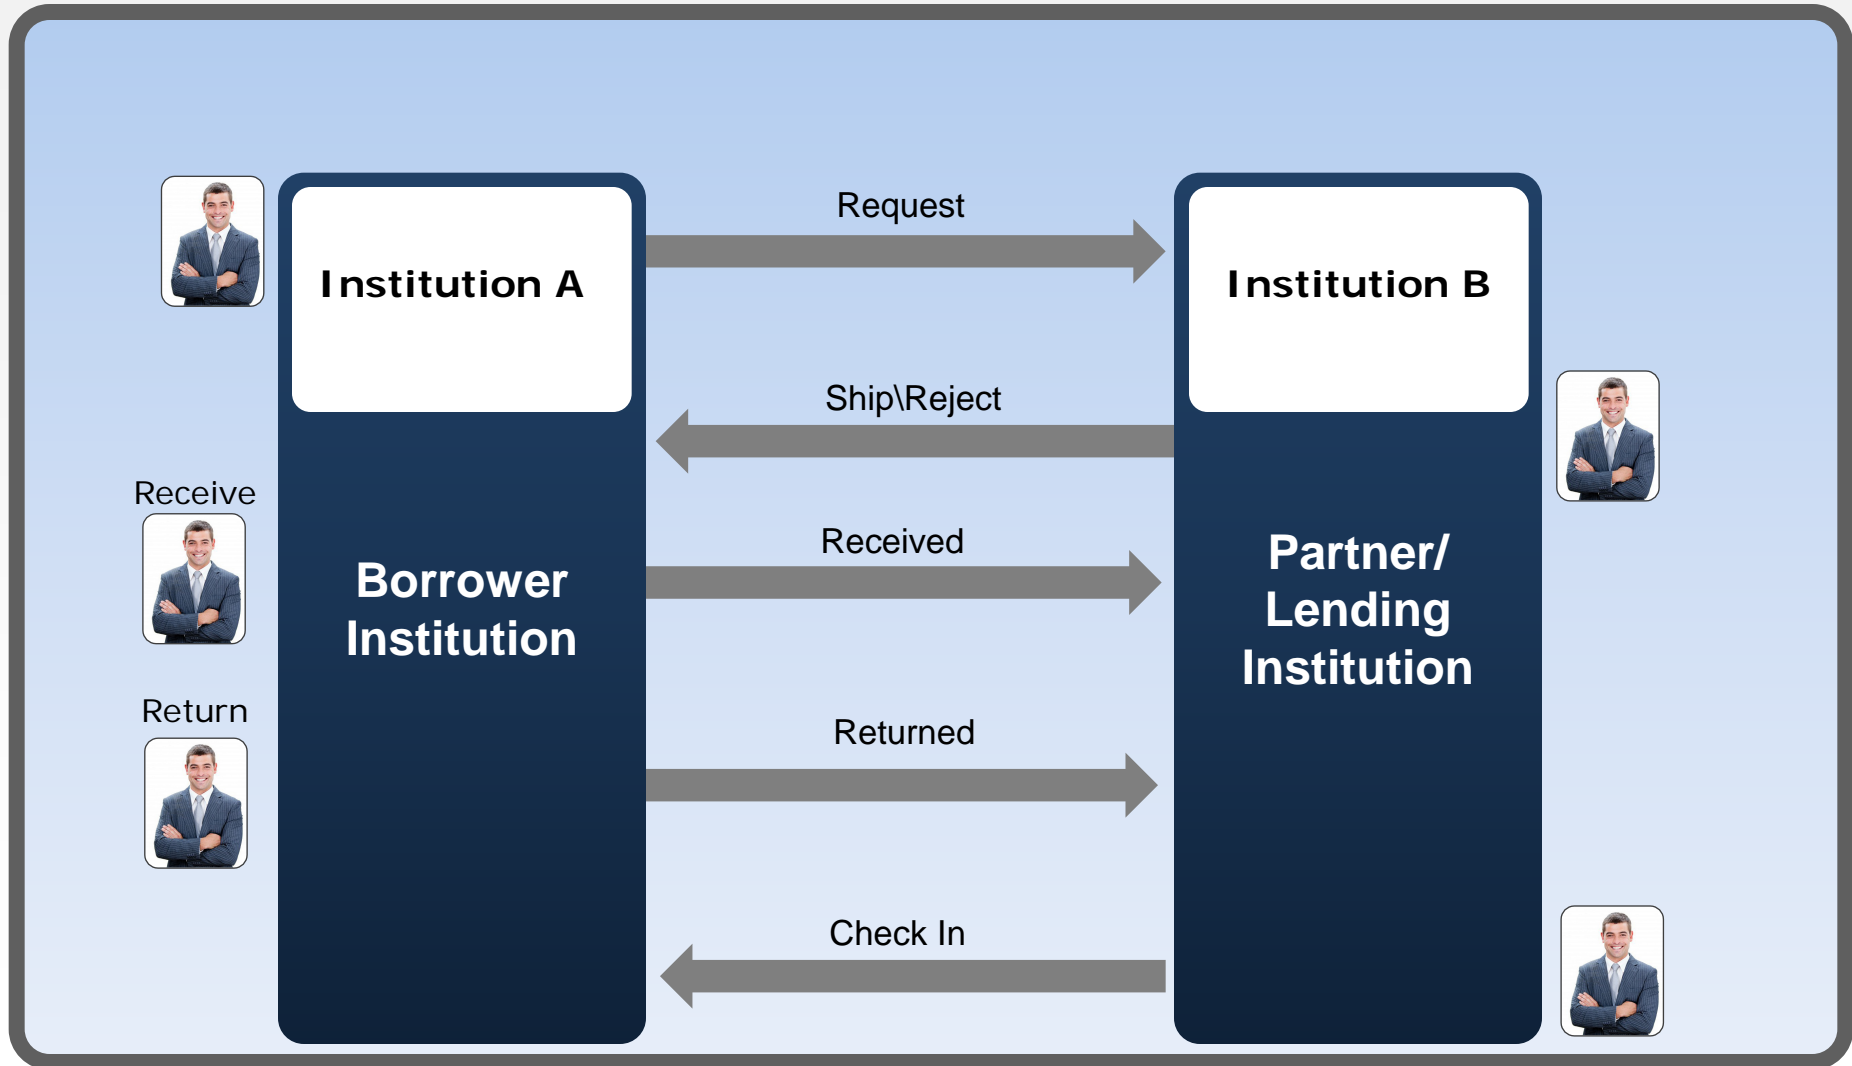 Request
Institution A
Institution B
Ship\Reject
Receive
Received
Borrower
Institution
Partner/
Lending
Institution
Return
Returned
Check In